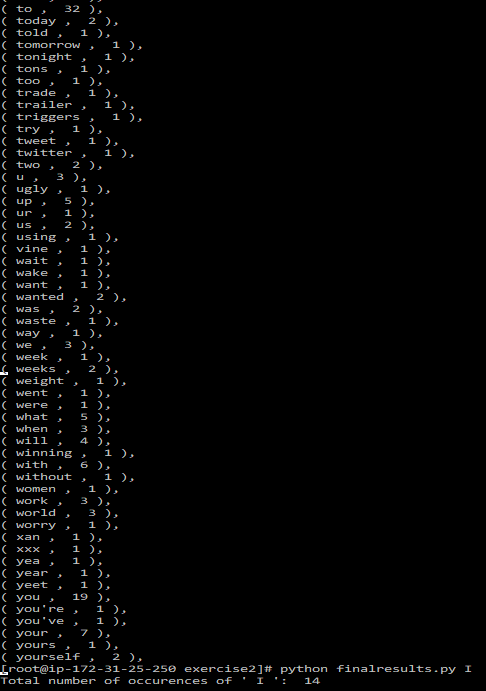 ( to ,  32 ),
( today ,  2 ),
( told ,  1 ),
( tomorrow ,  1 ),
( tonight ,  1 ),
( tons ,  1 ),
( too ,  1 ),
( trade ,  1 ),
( trailer ,  1 ),
( triggers ,  1 ),
( try ,  1 ),
( tweet ,  1 ),
( twitter ,  1 ),
( two ,  2 ),
( u ,  3 ),
( ugly ,  1 ),
( up ,  5 ),
( ur ,  1 ),
( us ,  2 ),
( using ,  1 ),
( vine ,  1 ),
( wait ,  1 ),
( wake ,  1 ),
( want ,  1 ),
( wanted ,  2 ),
( was ,  2 ),
( waste ,  1 ),
( way ,  1 ),
( we ,  3 ),
( week ,  1 ),
( weeks ,  2 ),
( weight ,  1 ),
( went ,  1 ),
( were ,  1 ),
( what ,  5 ),
( when ,  3 ),
( will ,  4 ),
( winning ,  1 ),
( with ,  6 ),
( without ,  1 ),
( women ,  1 ),
( work ,  3 ),
( world ,  3 ),
( worry ,  1 ),
( xan ,  1 ),
( xxx ,  1 ),
( yea ,  1 ),
( year ,  1 ),
( yeet ,  1 ),
( you ,  19 ),
( you're ,  1 ),
( you've ,  1 ),
( your ,  7 ),
( yours ,  1 ),
( yourself ,  2 ),
[root@ip-172-31-25-250 exercise2]# python finalresults.py I
Total number of occurences of ' I ':  14